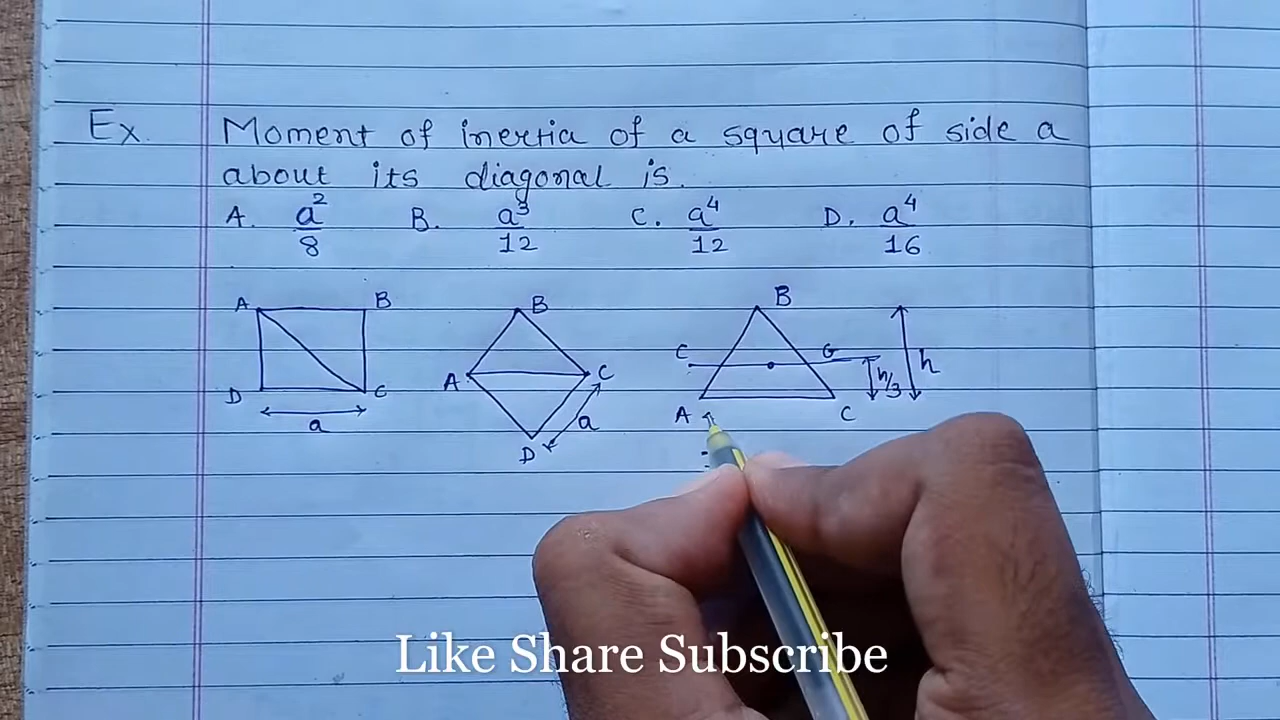 Ex. Moment of inertia of a square of side a
about its diagonal is.
A. a²/8 B. a³/12 C. a⁴/12 D. a⁴/16
A B
D C
a
B
A C
a
D
B
C G
h/3 h
A C
Like Share Subscribe